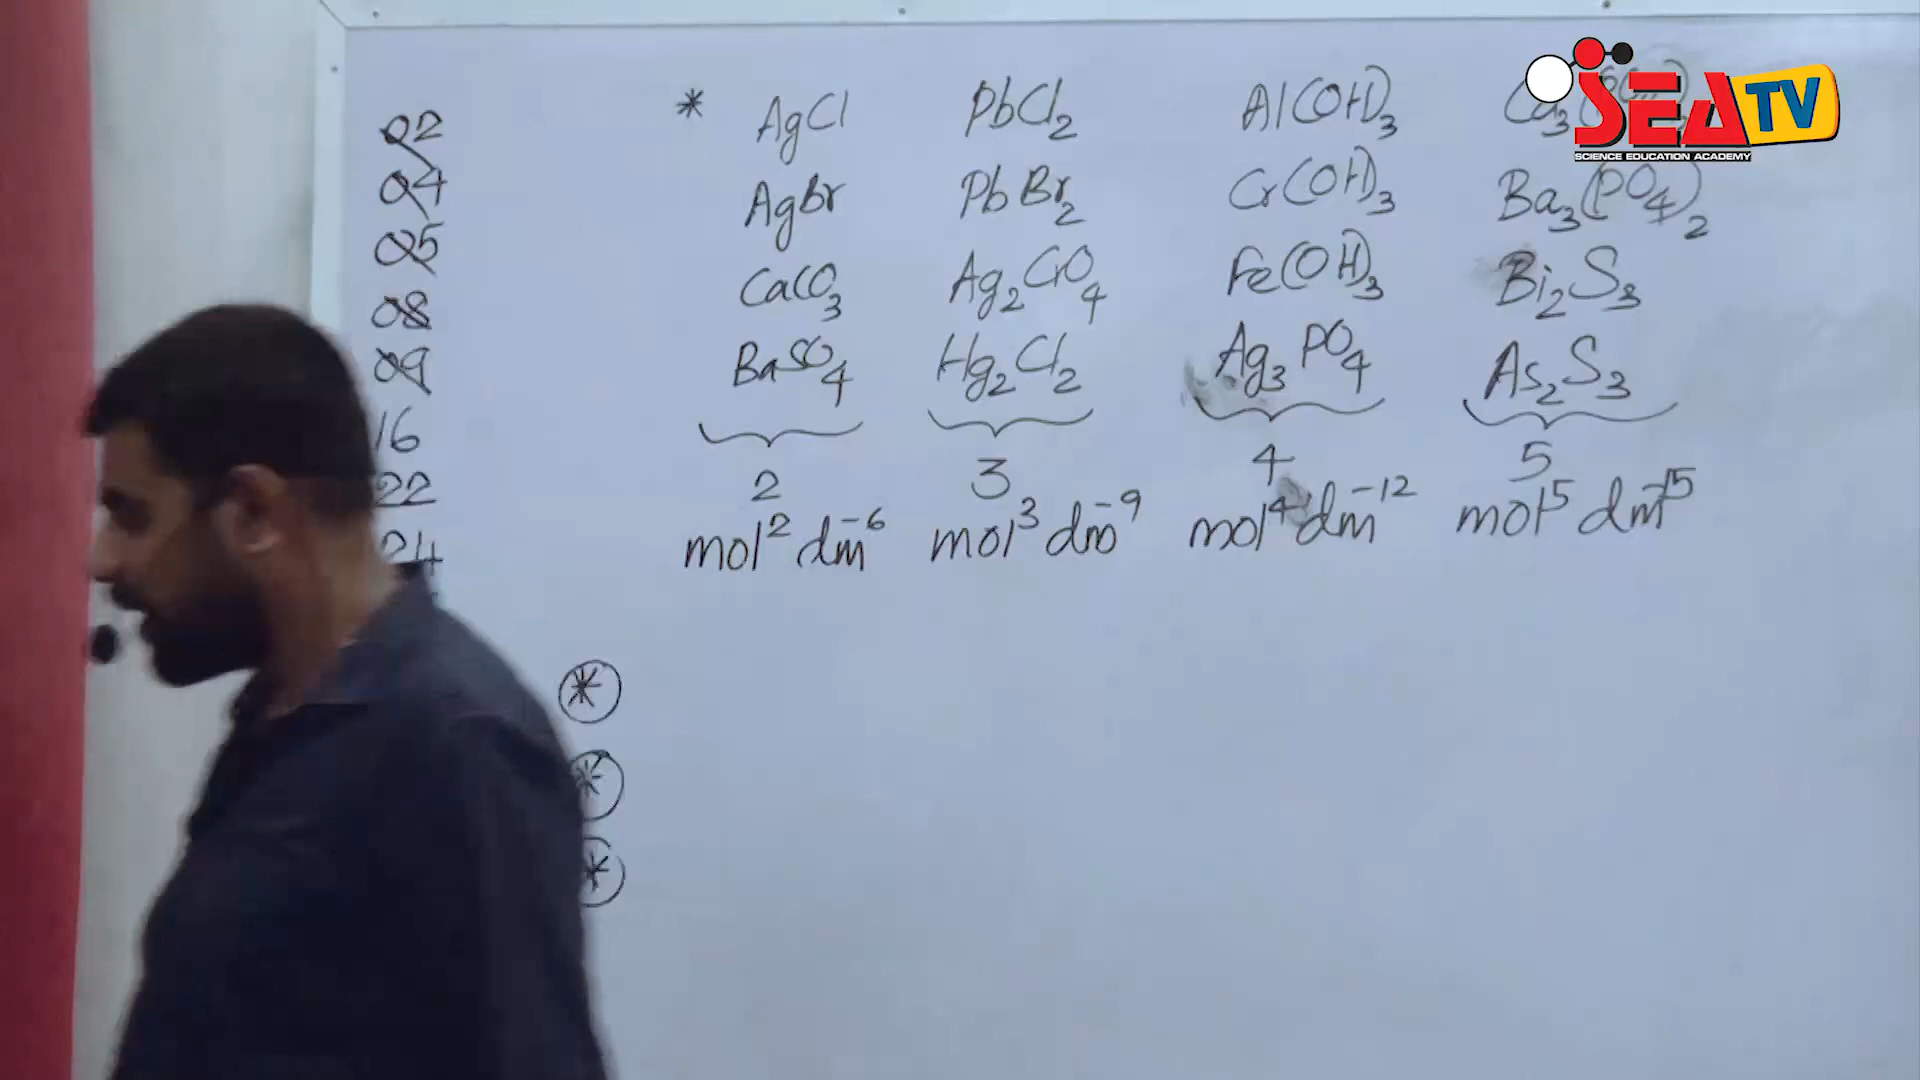 02
04
05
08
09
16
22
24
* AgCl PbCl2 Al(OH)3
AgBr PbBr2 Cr(OH)3 Ba3(PO4)2
CaCO3 Ag2CrO4 Fe(OH)3 Bi2S3
BaSO4 Hg2Cl2 Ag3PO4 As2S3
2 3 4 5
mol² dm⁻⁶ mol³ dm⁻⁹ mol⁴ dm⁻¹² mol⁵ dm⁻¹⁵
*
*
*
SEA TV
SCIENCE EDUCATION ACADEMY